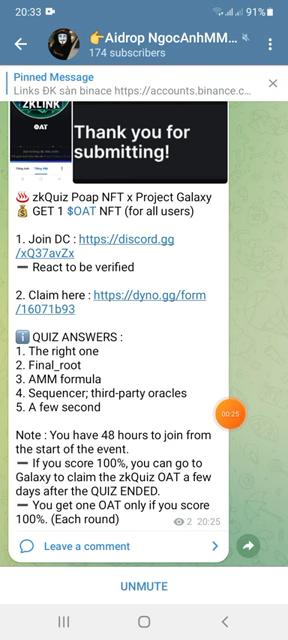 20:33
91%
👉Aidrop NgocAnhMM...
174 subscribers
Pinned Message
Links ĐK sàn binace https://accounts.binance.c...
ZKLINK
OAT
Thank you for
submitting!
♨️ zkQuiz Poap NFT x Project Galaxy
💰 GET 1 $OAT NFT (for all users)
1. Join DC : https://discord.gg
/xQ37avZx
➖ React to be verified
2. Claim here : https://dyno.gg/form
/16071b93
ℹ️ QUIZ ANSWERS :
1. The right one
2. Final_root
3. AMM formula
4. Sequencer; third-party oracles
5. A few second
00:25
Note : You have 48 hours to join from
the start of the event.
➖ If you score 100%, you can go to
Galaxy to claim the zkQuiz OAT a few
days after the QUIZ ENDED.
➖ You get one OAT only if you score
100%. (Each round)
2 20:25
Leave a comment
UNMUTE